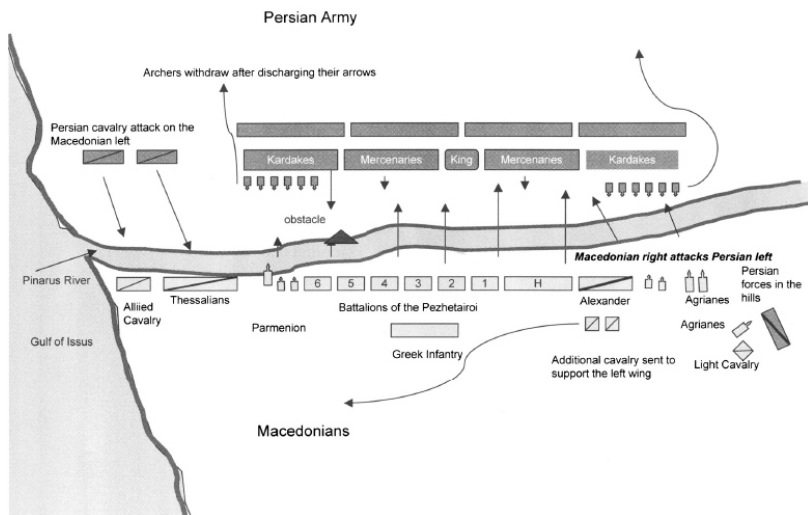 Persian Army
Archers withdraw after discharging their arrows
Persian cavalry attack on the
Macedonian left
Kardakes
Mercenaries
King
Mercenaries
Kardakes
obstacle
Macedonian right attacks Persian left
Pinarus River
Alliied
Cavalry
Thessalians
6
5
4
3
2
1
H
Alexander
Agrianes
Persian
forces in the
hills
Parmenion
Battalions of the Pezhetairoi
Gulf of Issus
Greek Infantry
Agrianes
Additional cavalry sent to
support the left wing
Light Cavalry
Macedonians